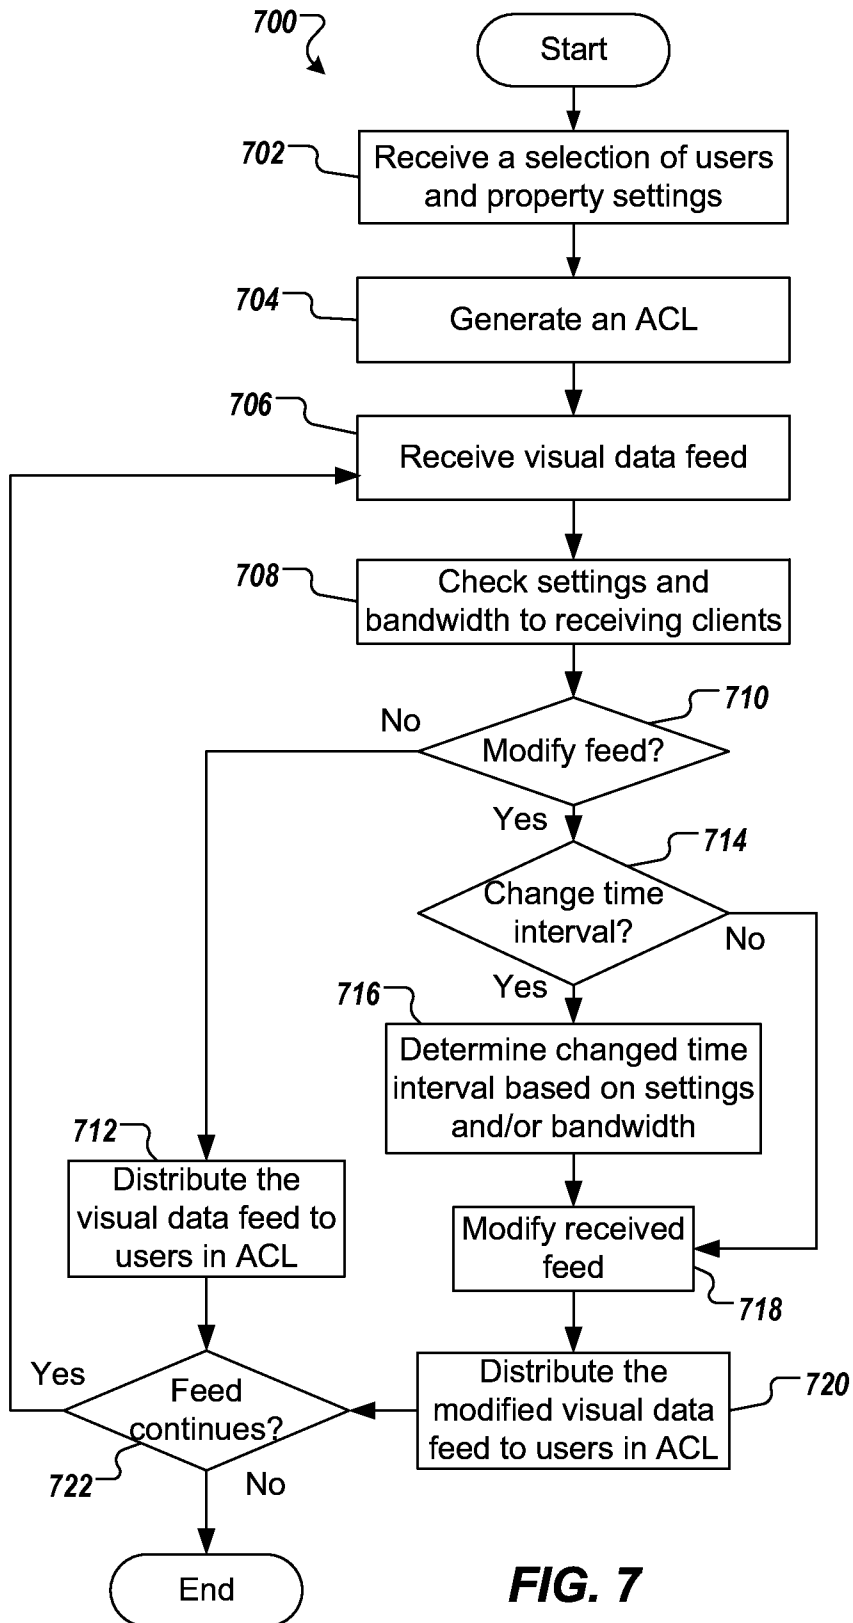 700
Start
702
Receive a selection of users
and property settings
704
Generate an ACL
706
Receive visual data feed
708
Check settings and
bandwidth to receiving clients
710
No
Modify feed?
Yes
714
Change time
interval?
No
Yes
716
Determine changed time
interval based on settings
and/or bandwidth
712
Distribute the
visual data feed to
users in ACL
Modify received
feed
718
Yes
Feed
continues?
722
No
Distribute the
modified visual data
feed to users in ACL
720
End
FIG. 7